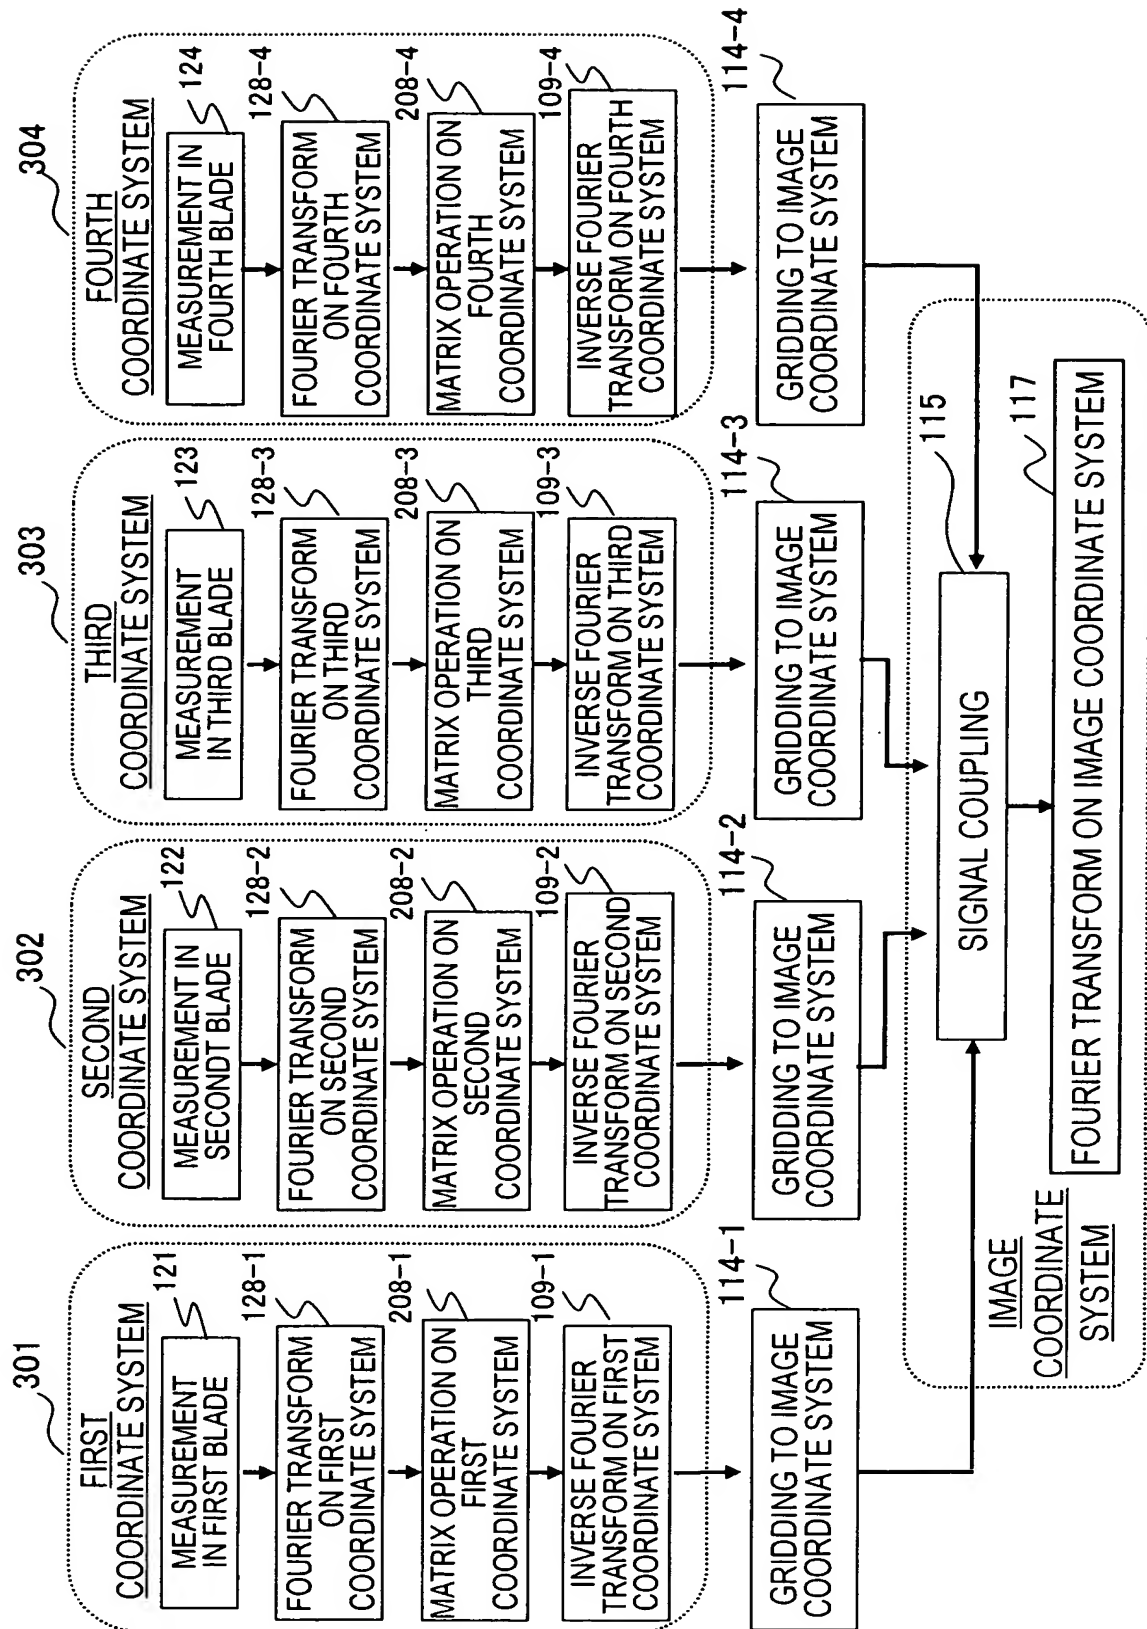 301
FIRST
COORDINATE SYSTEM
121
MEASUREMENT
IN FIRST BLADE
128-1
FOURIER TRANSFORM
ON FIRST
COORDINATE SYSTEM
208-1
MATRIX OPERATION ON
FIRST
COORDINATE SYSTEM
109-1
INVERSE FOURIER
TRANSFORM ON FIRST
COORDINATE SYSTEM
114-1
GRIDDING TO IMAGE
COORDINATE SYSTEM
302
SECOND
COORDINATE SYSTEM
122
MEASUREMENT IN
SECONDT BLADE
128-2
FOURIER TRANSFORM
ON SECOND
COORDINATE SYSTEM
208-2
MATRIX OPERATION ON
SECOND
COORDINATE SYSTEM
109-2
INVERSE FOURIER
TRANSFORM ON SECOND
COORDINATE SYSTEM
114-2
GRIDDING TO IMAGE
COORDINATE SYSTEM
303
THIRD
COORDINATE SYSTEM
123
MEASUREMENT
IN THIRD BLADE
128-3
FOURIER TRANSFORM
ON THIRD
COORDINATE SYSTEM
208-3
MATRIX OPERATION ON
THIRD
COORDINATE SYSTEM
109-3
INVERSE FOURIER
TRANSFORM ON THIRD
COORDINATE SYSTEM
114-3
GRIDDING TO IMAGE
COORDINATE SYSTEM
304
FOURTH
COORDINATE SYSTEM
124
MEASUREMENT IN
FOURTH BLADE
128-4
FOURIER TRANSFORM
ON FOURTH
COORDINATE SYSTEM
208-4
MATRIX OPERATION ON
FOURTH
COORDINATE SYSTEM
109-4
INVERSE FOURIER
TRANSFORM ON FOURTH
COORDINATE SYSTEM
114-4
GRIDDING TO IMAGE
COORDINATE SYSTEM
115
SIGNAL COUPLING
117
FOURIER TRANSFORM ON IMAGE COORDINATE SYSTEM
IMAGE
COORDINATE
SYSTEM